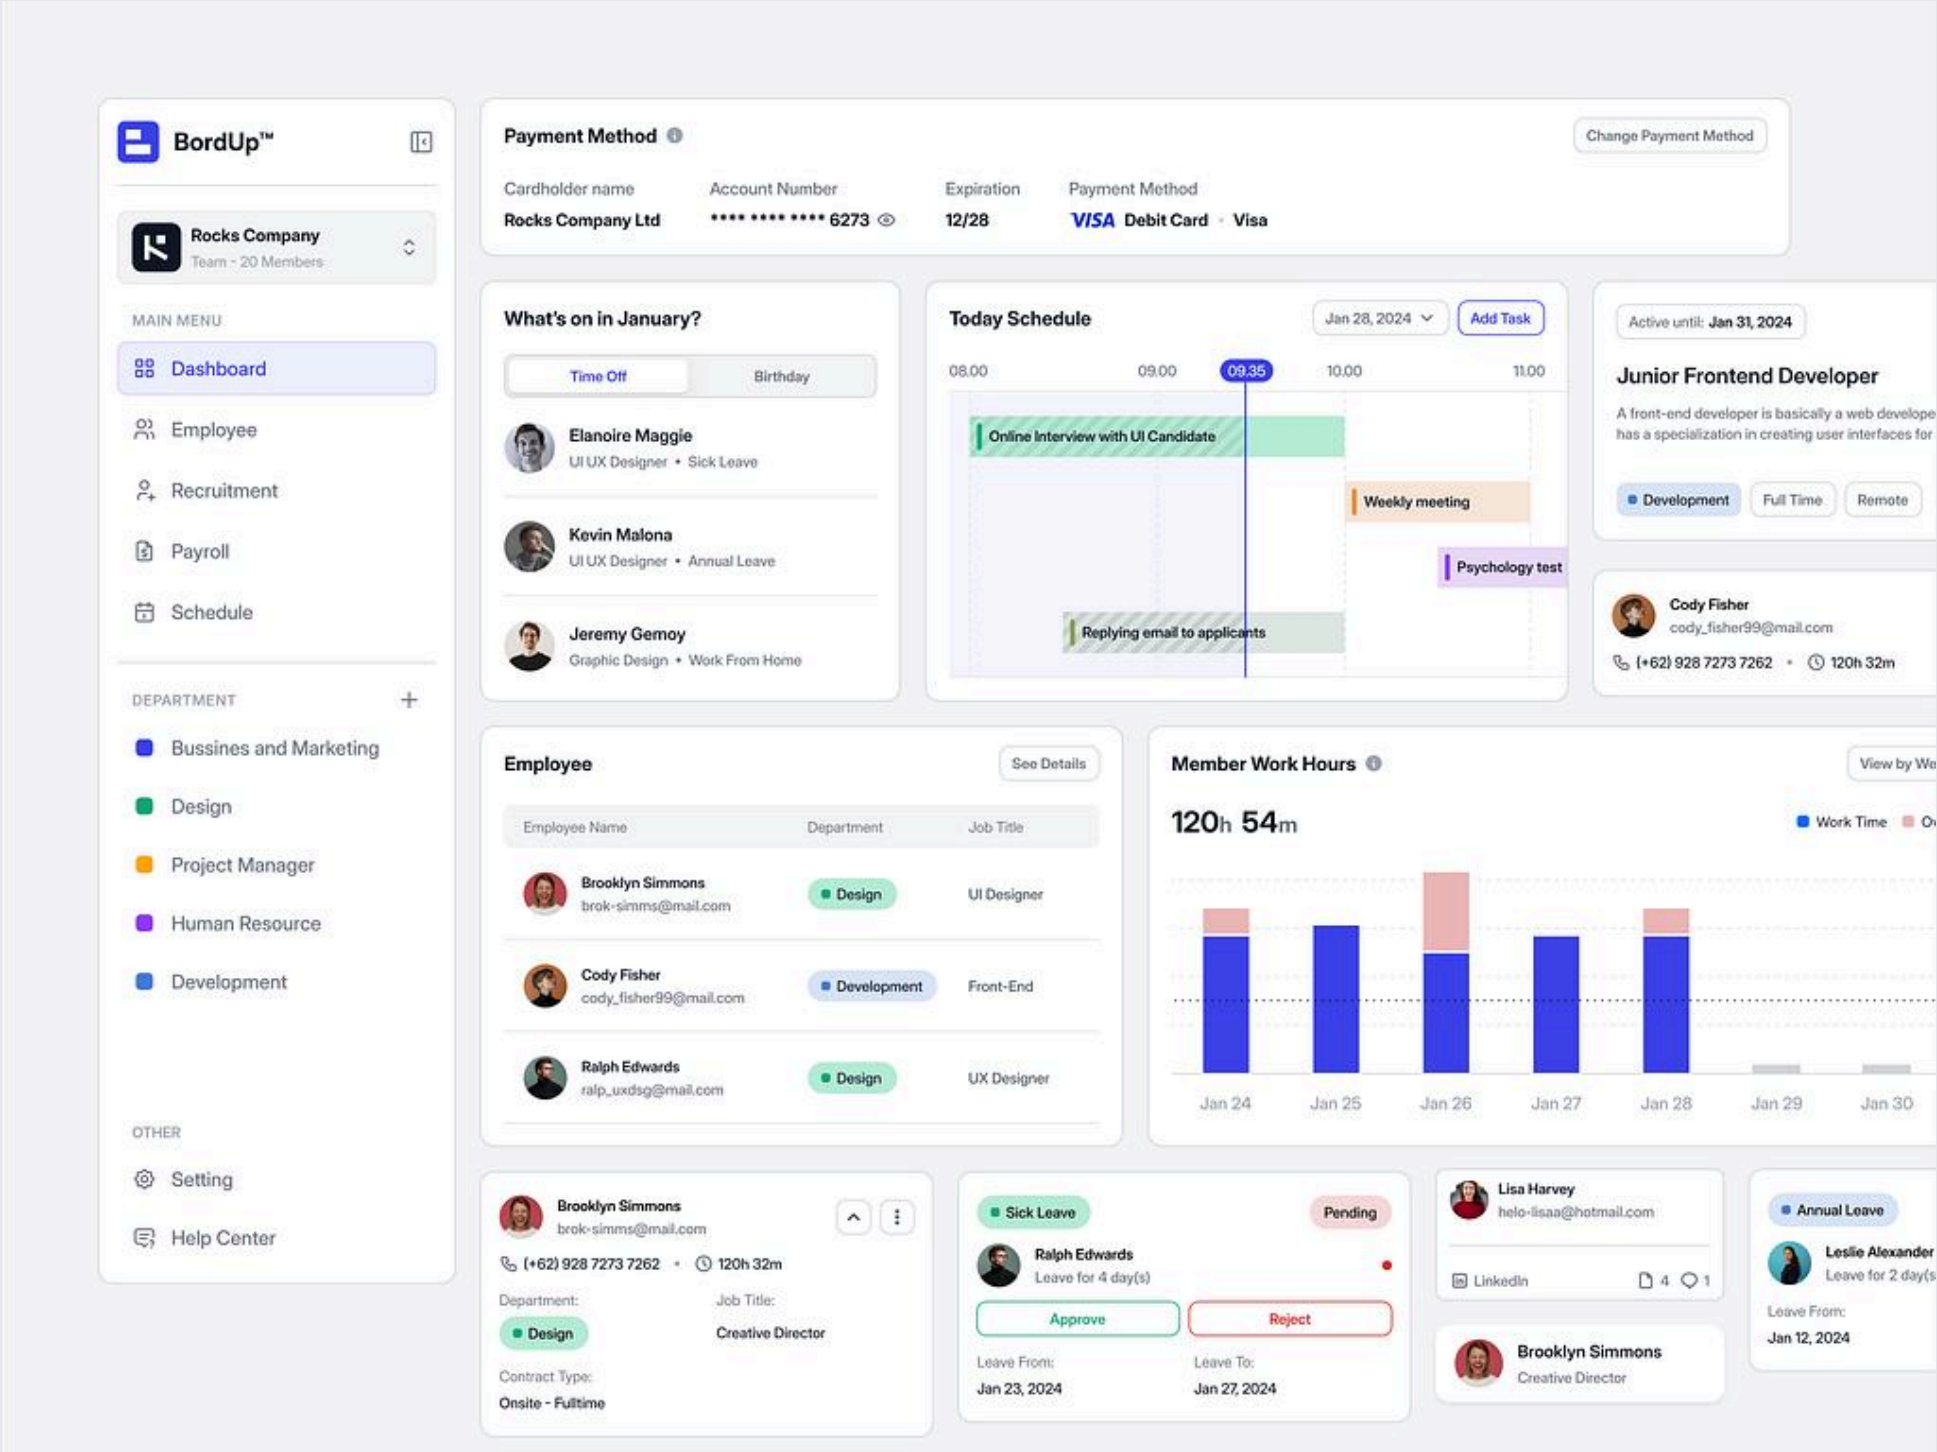 BordUp™
Rocks Company
Team - 20 Members
MAIN MENU
Dashboard
Employee
Recruitment
Payroll
Schedule
DEPARTMENT
Bussines and Marketing
Design
Project Manager
Human Resource
Development
OTHER
Setting
Help Center
Payment Method
Change Payment Method
Cardholder name Account Number Expiration Payment Method
Rocks Company Ltd •••• •••• •••• 6273 12/28 VISA Debit Card • Visa
What's on in January?
Time Off Birthday
Elanoire Maggie
UI UX Designer • Sick Leave
Kevin Malona
UI UX Designer • Annual Leave
Jeremy Gemoy
Graphic Design • Work From Home
Today Schedule Jan 28, 2024 Add Task
08.00 09.00 09.35 10.00 11.00
Online Interview with UI Candidate
Weekly meeting
Psychology test
Replying email to applicants
Active until: Jan 31, 2024
Junior Frontend Developer
A front-end developer is basically a web develope
has a specialization in creating user interfaces for
Development Full Time Remote
Cody Fisher
cody_fisher99@mail.com
(+62) 928 7273 7262 • 120h 32m
Employee See Details
Employee Name Department Job Title
Brooklyn Simmons
brok-simms@mail.com
Design UI Designer
Cody Fisher
cody_fisher99@mail.com
Development Front-End
Ralph Edwards
ralp_uxdsg@mail.com
Design UX Designer
Member Work Hours View by We
120h 54m
Work Time Ov
Jan 24 Jan 25 Jan 26 Jan 27 Jan 28 Jan 29 Jan 30
Brooklyn Simmons
brok-simms@mail.com
(+62) 928 7273 7262 • 120h 32m
Department: Job Title:
Design Creative Director
Contract Type:
Onsite - Fulltime
Sick Leave Pending
Ralph Edwards
Leave for 4 day(s)
Approve Reject
Leave From: Leave To:
Jan 23, 2024 Jan 27, 2024
Lisa Harvey
helo-lisaa@hotmail.com
LinkedIn 4 1
Brooklyn Simmons
Creative Director
Annual Leave
Leslie Alexander
Leave for 2 day(s
Leave From:
Jan 12, 2024